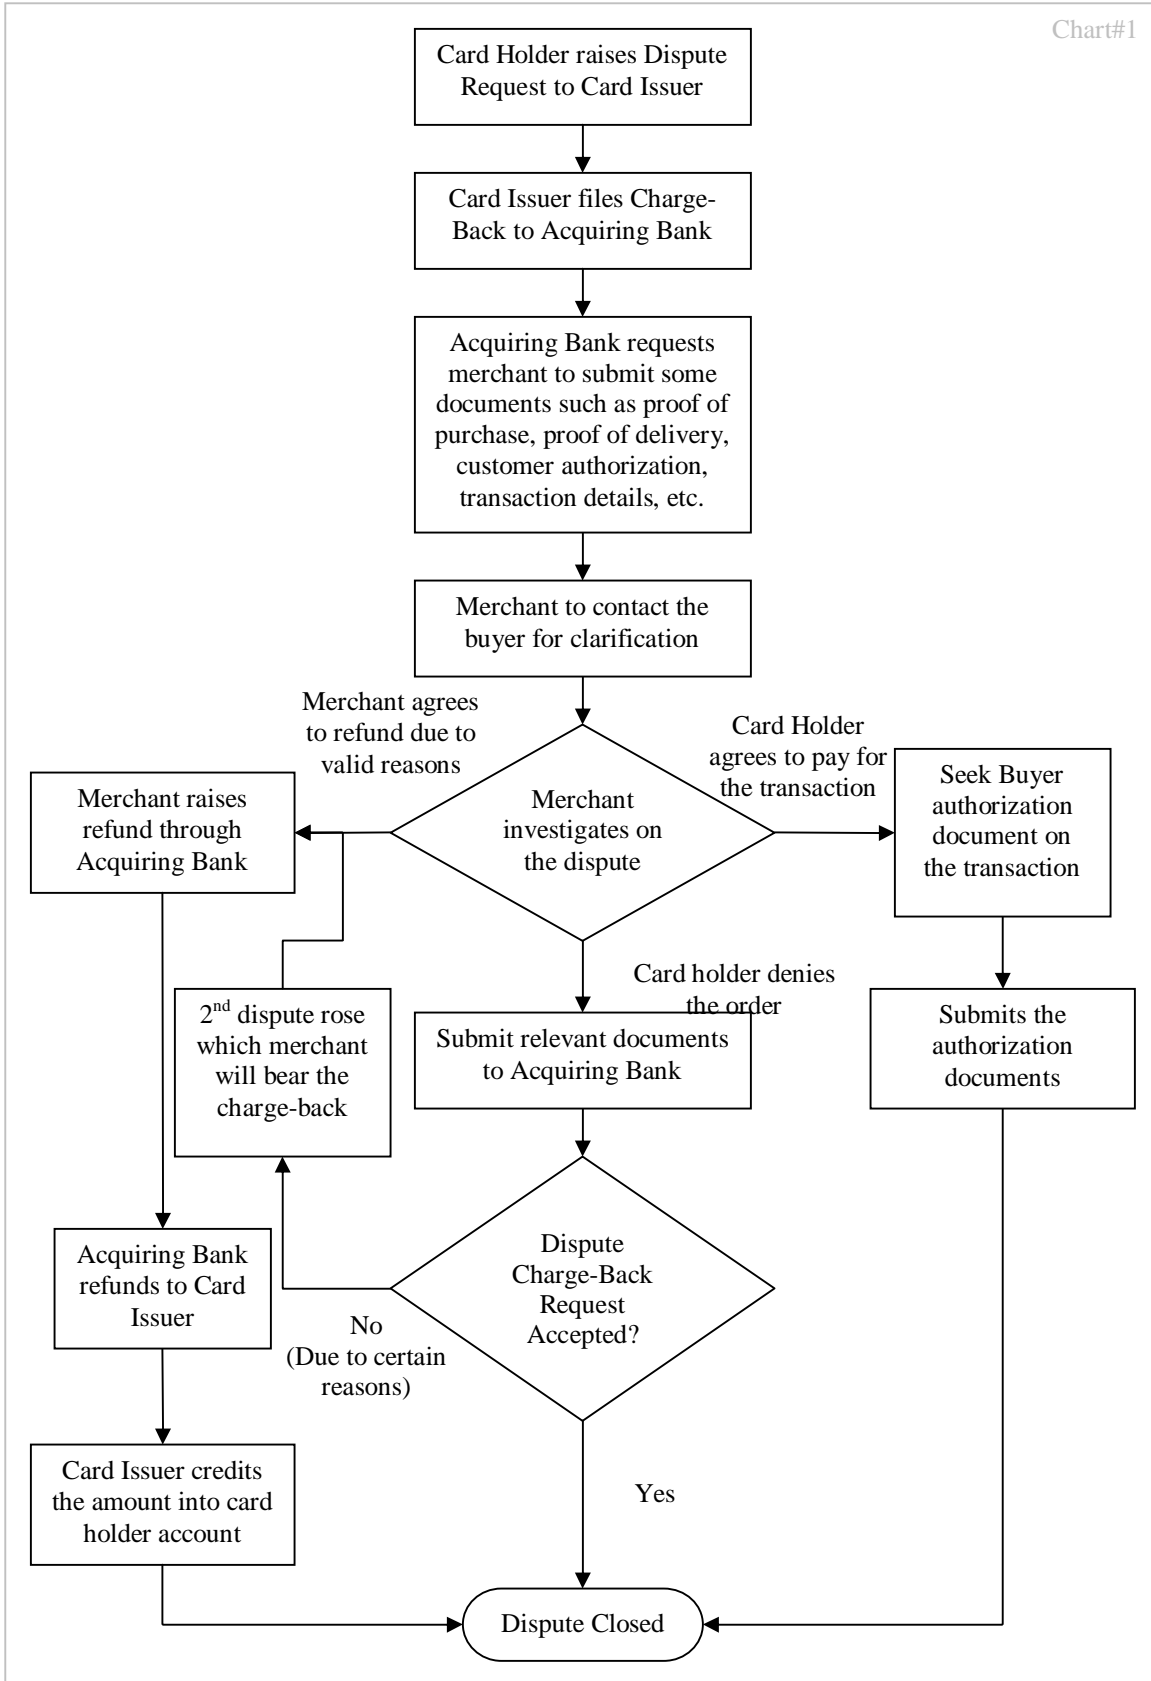 Chart#1
Card Holder raises Dispute
Request to Card Issuer
Card Issuer files Charge-
Back to Acquiring Bank
Acquiring Bank requests
merchant to submit some
documents such as proof of
purchase, proof of delivery,
customer authorization,
transaction details, etc.
Merchant to contact the
buyer for clarification
Merchant agrees
to refund due to
valid reasons
Card Holder
agrees to pay for
the transaction
Merchant raises
refund through
Acquiring Bank
Merchant
investigates on
the dispute
Seek Buyer
authorization
document on
the transaction
Card holder denies
the order
2nd dispute rose
which merchant
will bear the
charge-back
Submit relevant documents
to Acquiring Bank
Submits the
authorization
documents
Acquiring Bank
refunds to Card
Issuer
Dispute
Charge-Back
Request
Accepted?
No
(Due to certain
reasons)
Card Issuer credits
the amount into card
holder account
Yes
Dispute Closed